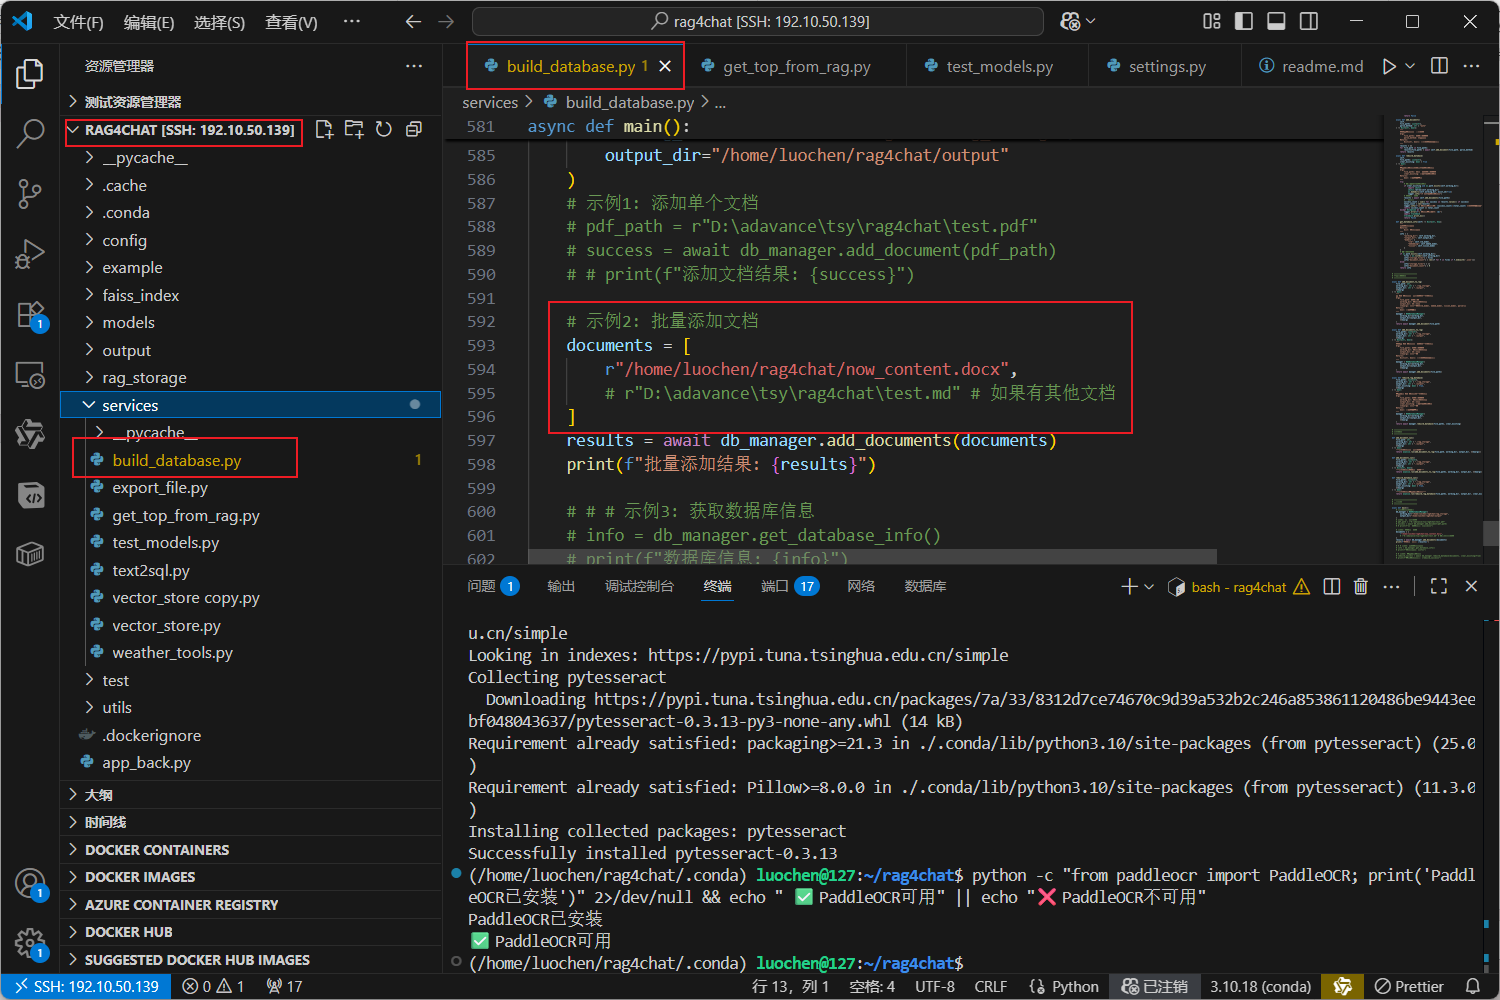 文件(F) 编辑(E) 选择(S) 查看(V) ··· rag4chat [SSH: 192.10.50.139]
资源管理器
测试资源管理器
RAG4CHAT [SSH: 192.10.50.139]
__pycache__
.cache
.conda
config
example
faiss_index
models
output
rag_storage
services
__pycache__
build_database.py 1
export_file.py
get_top_from_rag.py
test_models.py
text2sql.py
vector_store copy.py
vector_store.py
weather_tools.py
test
utils
.dockerignore
app_back.py
大纲
时间线
DOCKER CONTAINERS
DOCKER IMAGES
AZURE CONTAINER REGISTRY
DOCKER HUB
SUGGESTED DOCKER HUB IMAGES
1
1
1
build_database.py 1 get_top_from_rag.py test_models.py settings.py readme.md
services > build_database.py > ...
581 async def main():
585 output_dir="/home/luochen/rag4chat/output"
586 )
587 # 示例1: 添加单个文档
588 # pdf_path = r"D:\adavance\tsy\rag4chat\test.pdf"
589 # success = await db_manager.add_document(pdf_path)
590 # # print(f"添加文档结果: {success}")
591
592 # 示例2: 批量添加文档
593 documents = [
594 r"/home/luochen/rag4chat/now_content.docx",
595 # r"D:\adavance\tsy\rag4chat\test.md" # 如果有其他文档
596 ]
597 results = await db_manager.add_documents(documents)
598 print(f"批量添加结果: {results}")
599
600 # # # 示例3: 获取数据库信息
601 # info = db_manager.get_database_info()
602 # print(f"数据库信息: {info}")
问题 1 输出 调试控制台 终端 端口 17 网络 数据库 bash - rag4chat
u.cn/simple
Looking in indexes: https://pypi.tuna.tsinghua.edu.cn/simple
Collecting pytesseract
Downloading https://pypi.tuna.tsinghua.edu.cn/packages/7a/33/8312d7ce74670c9d39a532b2c246a853861120486be9443ee
bf048043637/pytesseract-0.3.13-py3-none-any.whl (14 kB)
Requirement already satisfied: packaging>=21.3 in ./.conda/lib/python3.10/site-packages (from pytesseract) (25.0
)
Requirement already satisfied: Pillow>=8.0.0 in ./.conda/lib/python3.10/site-packages (from pytesseract) (11.3.0
)
Installing collected packages: pytesseract
Successfully installed pytesseract-0.3.13
(/home/luochen/rag4chat/.conda) luochen@127:~/rag4chat$ python -c "from paddleocr import PaddleOCR; print('Paddl
eOCR已安装')" 2>/dev/null && echo " ✅ PaddleOCR可用" || echo "❌ PaddleOCR不可用"
PaddleOCR已安装
✅ PaddleOCR可用
(/home/luochen/rag4chat/.conda) luochen@127:~/rag4chat$
SSH: 192.10.50.139 0 1 17 行 13，列 1 空格: 4 UTF-8 CRLF Python 已注销 3.10.18 (conda) Prettier